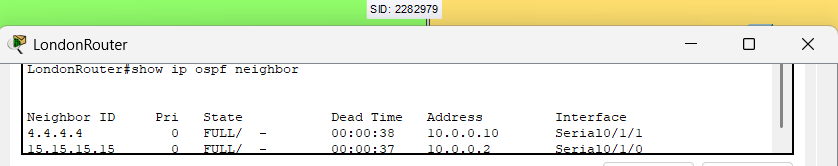 SID: 2282979
LondonRouter
LondonRouter#show ip ospf neighbor
Neighbor ID Pri State Dead Time Address Interface
4.4.4.4 0 FULL/ - 00:00:38 10.0.0.10 Serial0/1/1
15.15.15.15 0 FULL/ - 00:00:37 10.0.0.2 Serial0/1/0